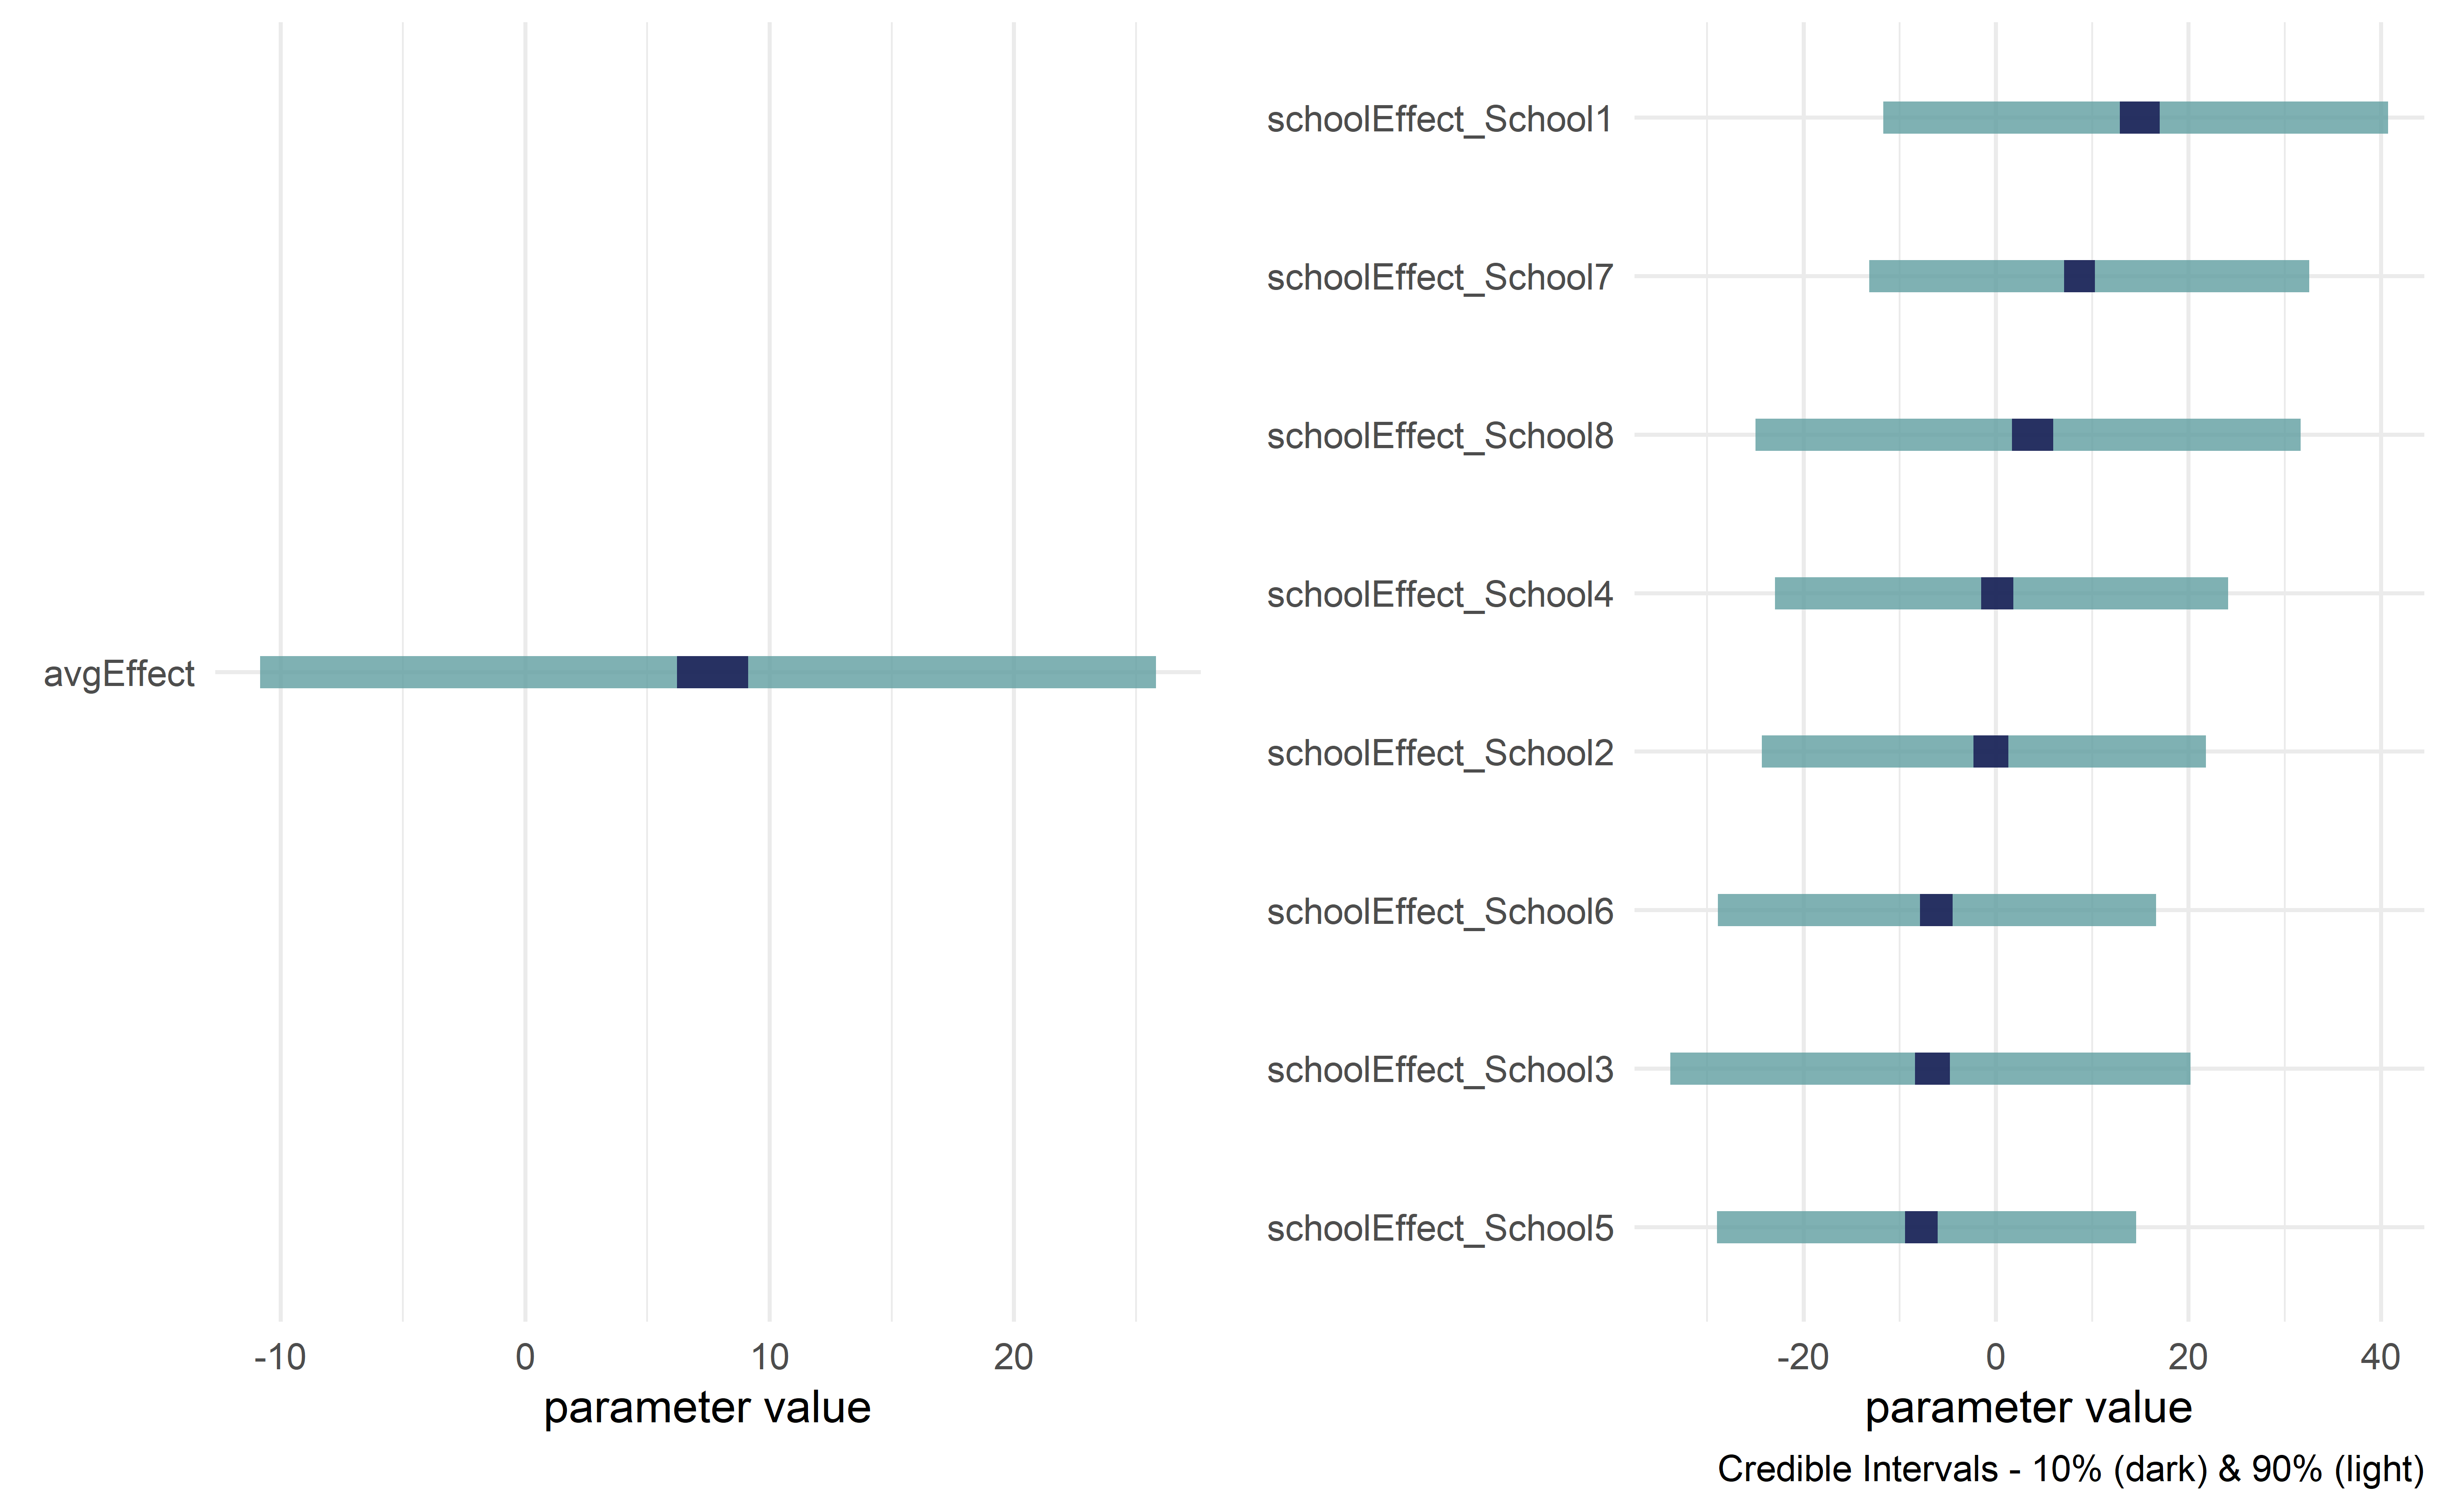 avgEffect
-10 0 10 20
parameter value
schoolEffect_School1
schoolEffect_School7
schoolEffect_School8
schoolEffect_School4
schoolEffect_School2
schoolEffect_School6
schoolEffect_School3
schoolEffect_School5
-20 0 20 40
parameter value
Credible Intervals - 10% (dark) & 90% (light)